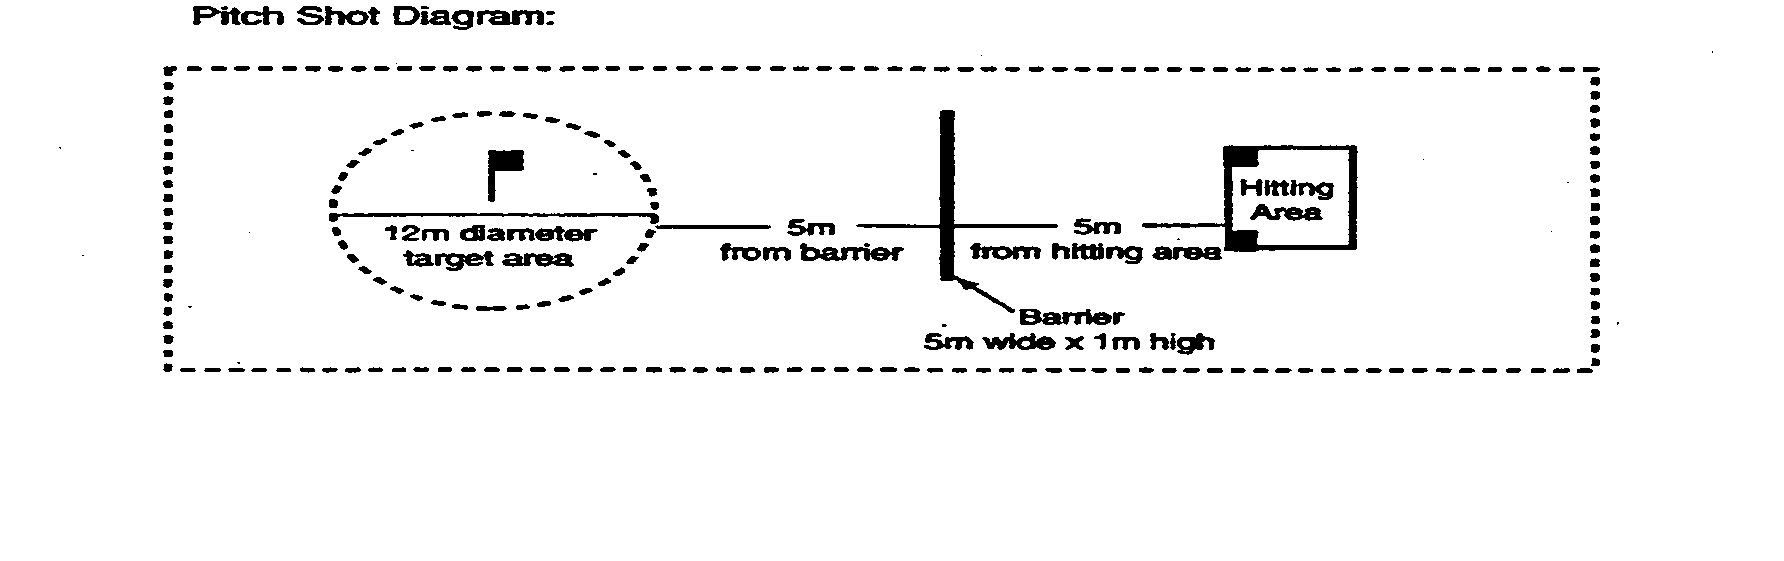 Pitch Shot Diagram:
Hitting
Area
12m diameter
target area
5m
from barrier
5m
from hitting area
Barrier
5m wide x 1m high